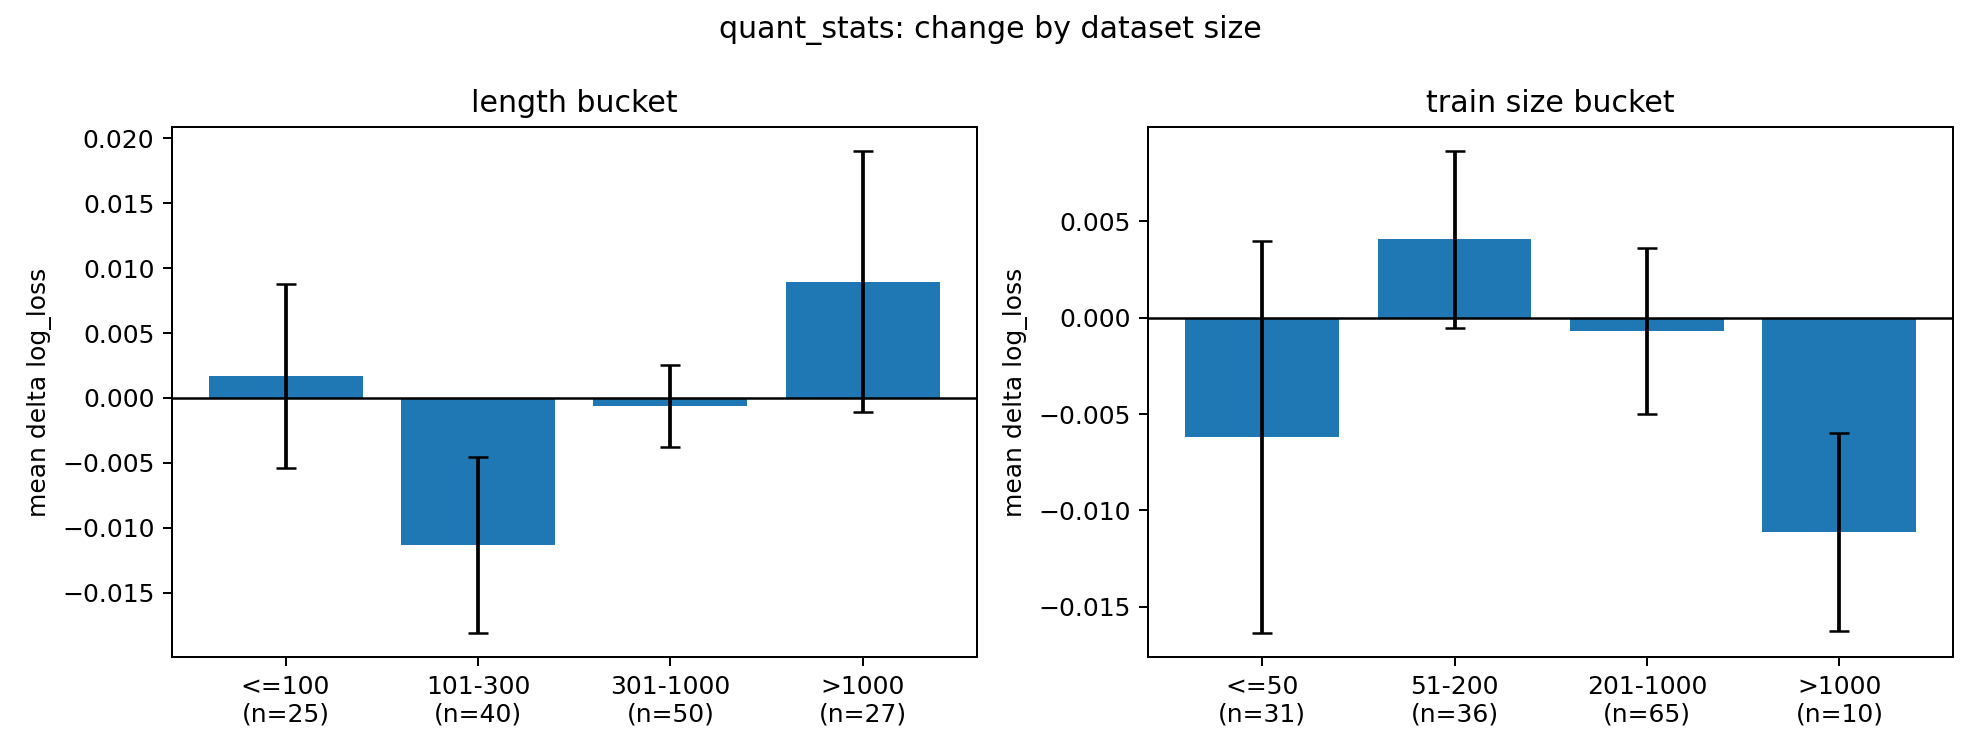 quant_stats: change by dataset size
length bucket
mean delta log_loss
0.020
0.015
0.010
0.005
0.000
−0.005
−0.010
−0.015
<=100
(n=25)
101-300
(n=40)
301-1000
(n=50)
>1000
(n=27)
train size bucket
mean delta log_loss
0.005
0.000
−0.005
−0.010
−0.015
<=50
(n=31)
51-200
(n=36)
201-1000
(n=65)
>1000
(n=10)